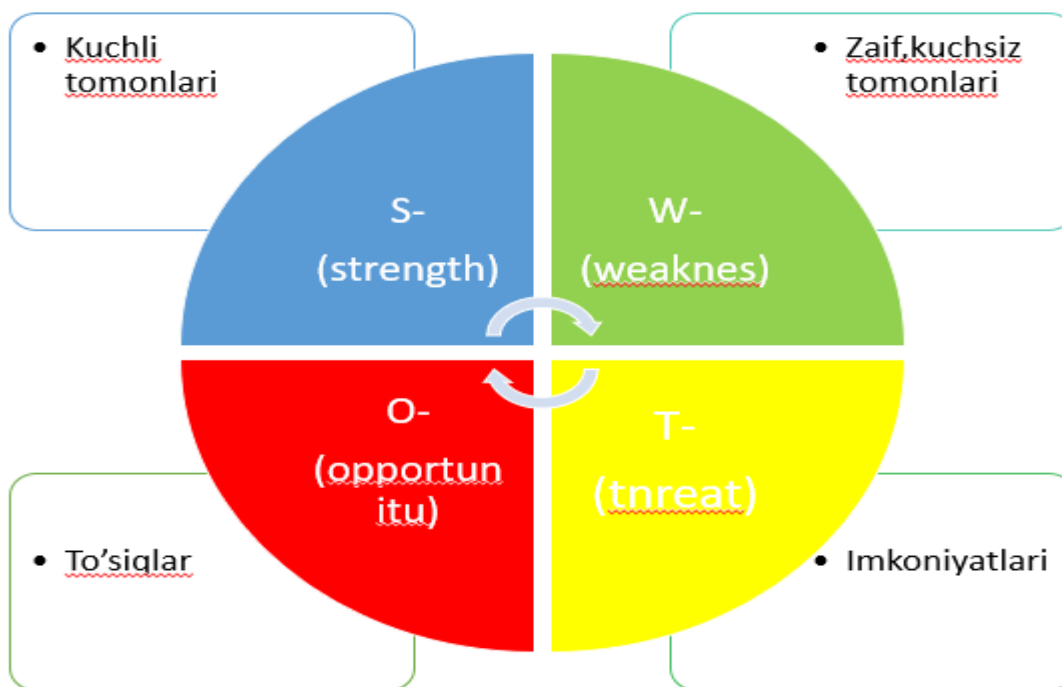 • Kuchli
tomonlari
• Zaif,kuchsiz
tomonlari
S-
(strength)
W-
(weaknes)
O-
(opportun
itu)
T-
(tnreat)
• To’siqlar
• Imkoniyatlari